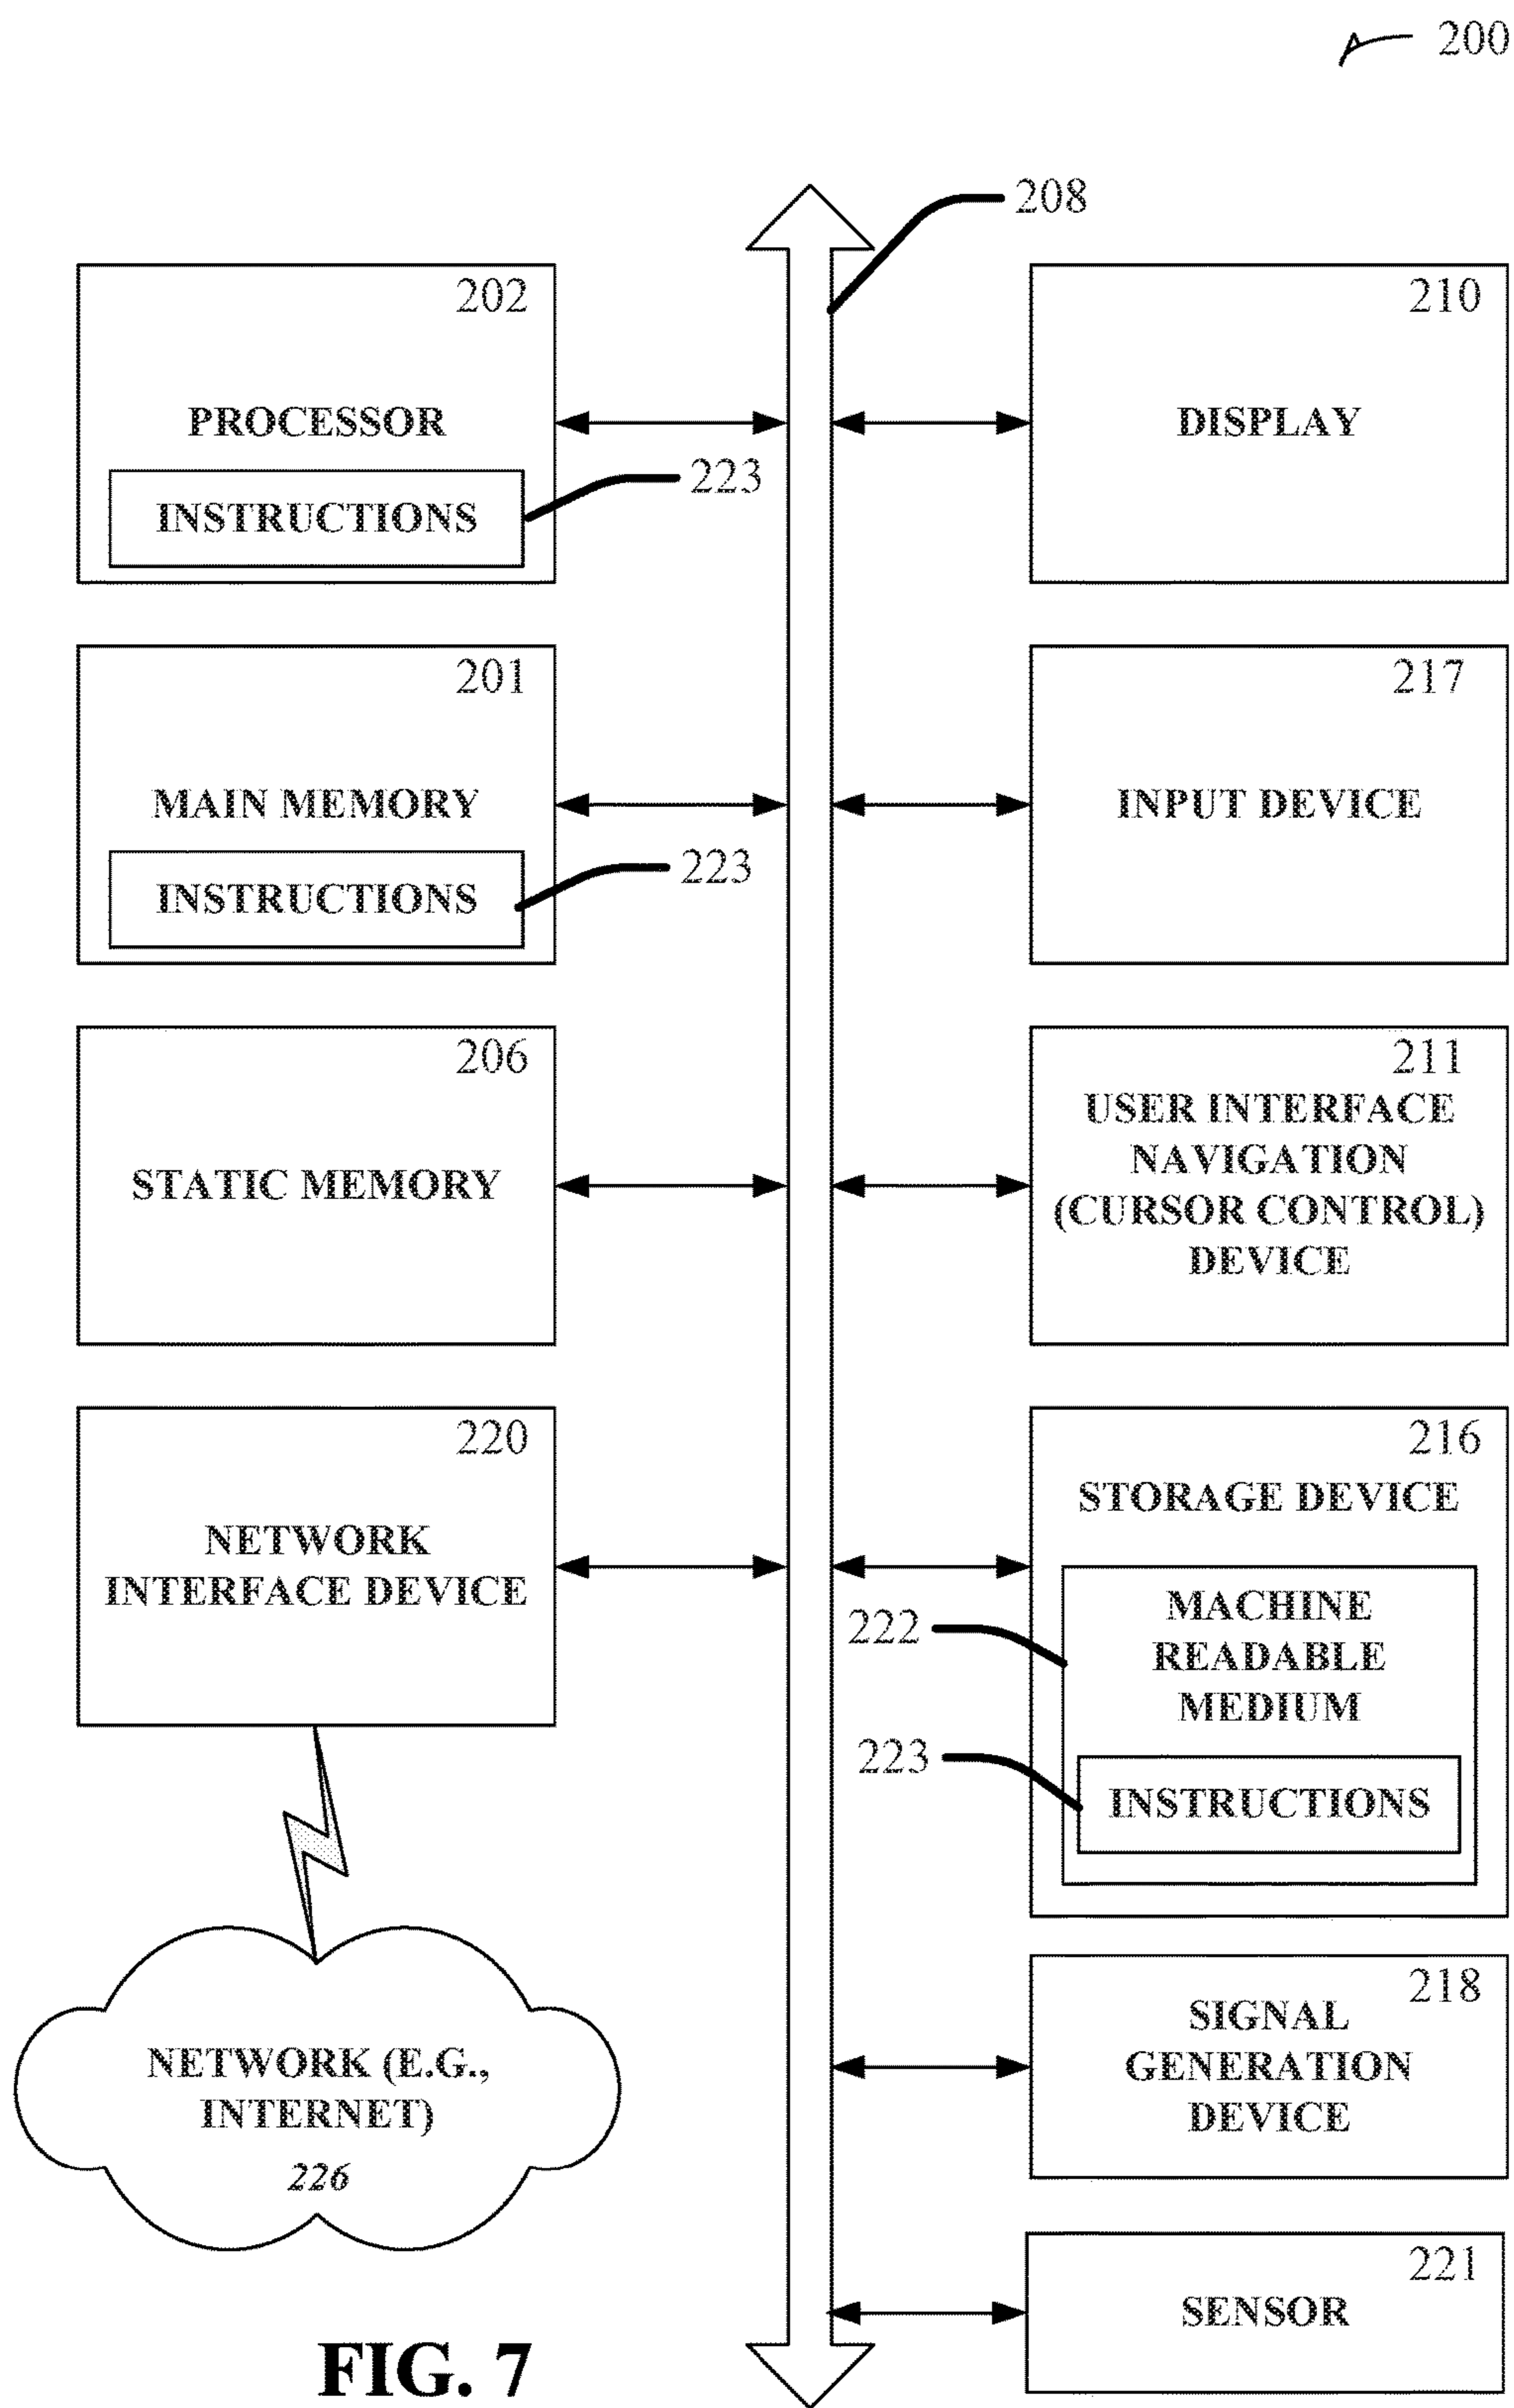 200
208
202
PROCESSOR
INSTRUCTIONS
223
210
DISPLAY
201
MAIN MEMORY
INSTRUCTIONS
223
217
INPUT DEVICE
206
STATIC MEMORY
211
USER INTERFACE
NAVIGATION
(CURSOR CONTROL)
DEVICE
220
NETWORK
INTERFACE DEVICE
216
STORAGE DEVICE
222
MACHINE
READABLE
MEDIUM
223
INSTRUCTIONS
NETWORK (E.G.,
INTERNET)
226
218
SIGNAL
GENERATION
DEVICE
221
SENSOR
FIG. 7